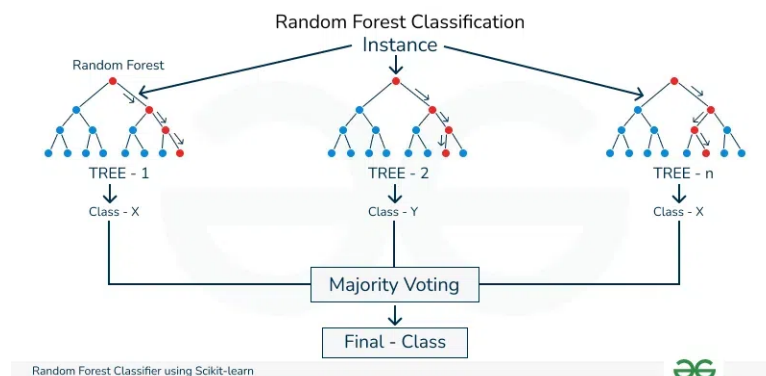 Random Forest Classification
Instance
Random Forest
TREE - 1
TREE - 2
TREE - n
Class - X
Class - Y
Class - X
Majority Voting
Final - Class
Random Forest Classifier using Scikit-learn